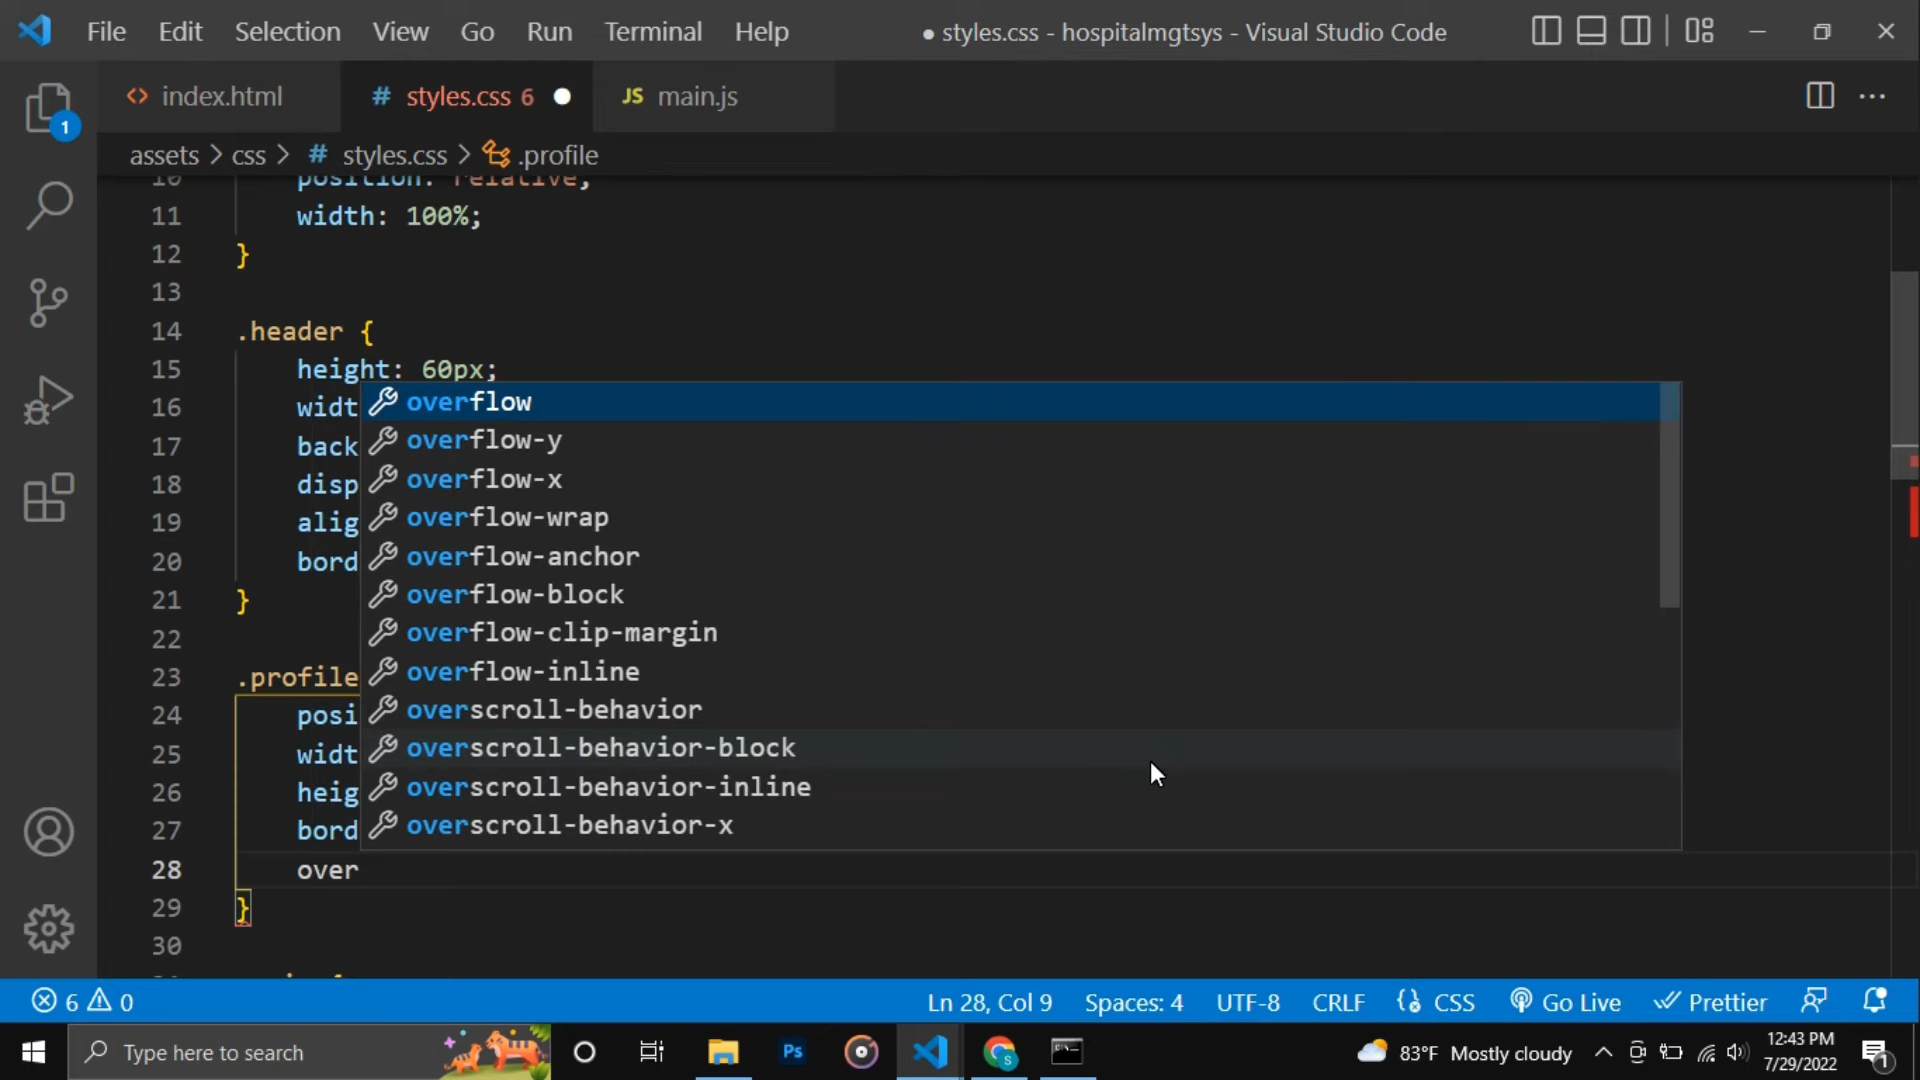 File Edit Selection View Go Run Terminal Help
● styles.css - hospitalmgtsys - Visual Studio Code
index.html
# styles.css 6
JS main.js
1
assets > css > # styles.css > .profile
10 position: relative;
11 width: 100%;
12 }
13
14 .header {
15 height: 60px;
16 widt
17 back
18 disp
19 alig
20 bord
21 }
22
23 .profile
24 posi
25 widt
26 heig
27 bord
28 over
29 }
30
overflow
overflow-y
overflow-x
overflow-wrap
overflow-anchor
overflow-block
overflow-clip-margin
overflow-inline
overscroll-behavior
overscroll-behavior-block
overscroll-behavior-inline
overscroll-behavior-x
6 0
Ln 28, Col 9 Spaces: 4 UTF-8 CRLF CSS Go Live Prettier
Type here to search
Ps
S
83°F Mostly cloudy
12:43 PM
7/29/2022
1